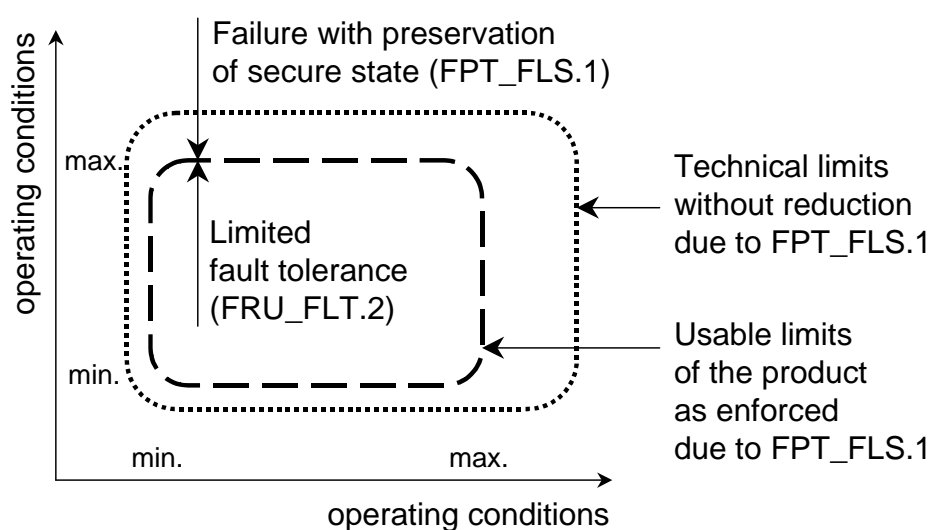 Failure with preservation
of secure state (FPT_FLS.1)
operating conditions
max.
Technical limits
without reduction
due to FPT_FLS.1
Limited
fault tolerance
(FRU_FLT.2)
Usable limits
of the product
as enforced
due to FPT_FLS.1
min.
min.
max.
operating conditions